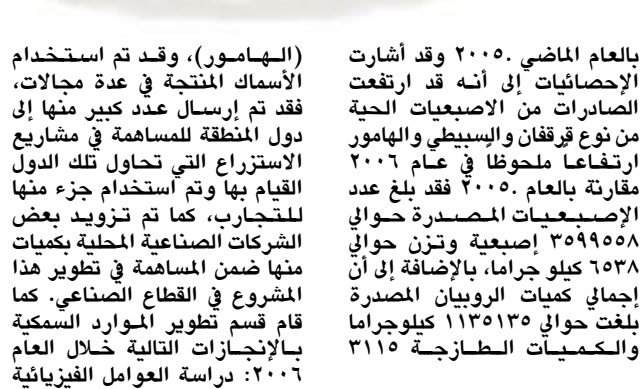 بالعام الماضي .٢٠٠٥ وقد أشارت
الإحصائيات إلى أنه قد ارتفعت
الصادرات من الاصبعيات الحية
من نوع قرقفان والسبيطي والهامور
ارتفاعاً ملحوظاً في عام ٢٠٠٦
مقارنة بالعام .٢٠٠٥ فقد بلغ عدد
الإصبعيات المصدرة حوالي
٣٥٩٩٥٥٨ إصبعية وتزن حوالي
٦٥٣٨ كيلو جراما، بالإضافة إلى أن
إجمالي كميات الروبيان المصدرة
بلغت حوالي ١١٣٥١٣٥ كيلوجراما
والكميات الطازجة ٣١١٥
(الهامور)، وقد تم استخدام
الأسماك المنتجة في عدة مجالات،
فقد تم إرسال عدد كبير منها إلى
دول المنطقة للمساهمة في مشاريع
الاستزراع التي تحاول تلك الدول
القيام بها وتم استخدام جزء منها
للتجارب، كما تم تزويد بعض
الشركات الصناعية المحلية بكميات
منها ضمن المساهمة في تطوير هذا
المشروع في القطاع الصناعي. كما
قام قسم تطوير الموارد السمكية
بالإنجازات التالية خلال العام
٢٠٠٦: دراسة العوامل الفيزيائية